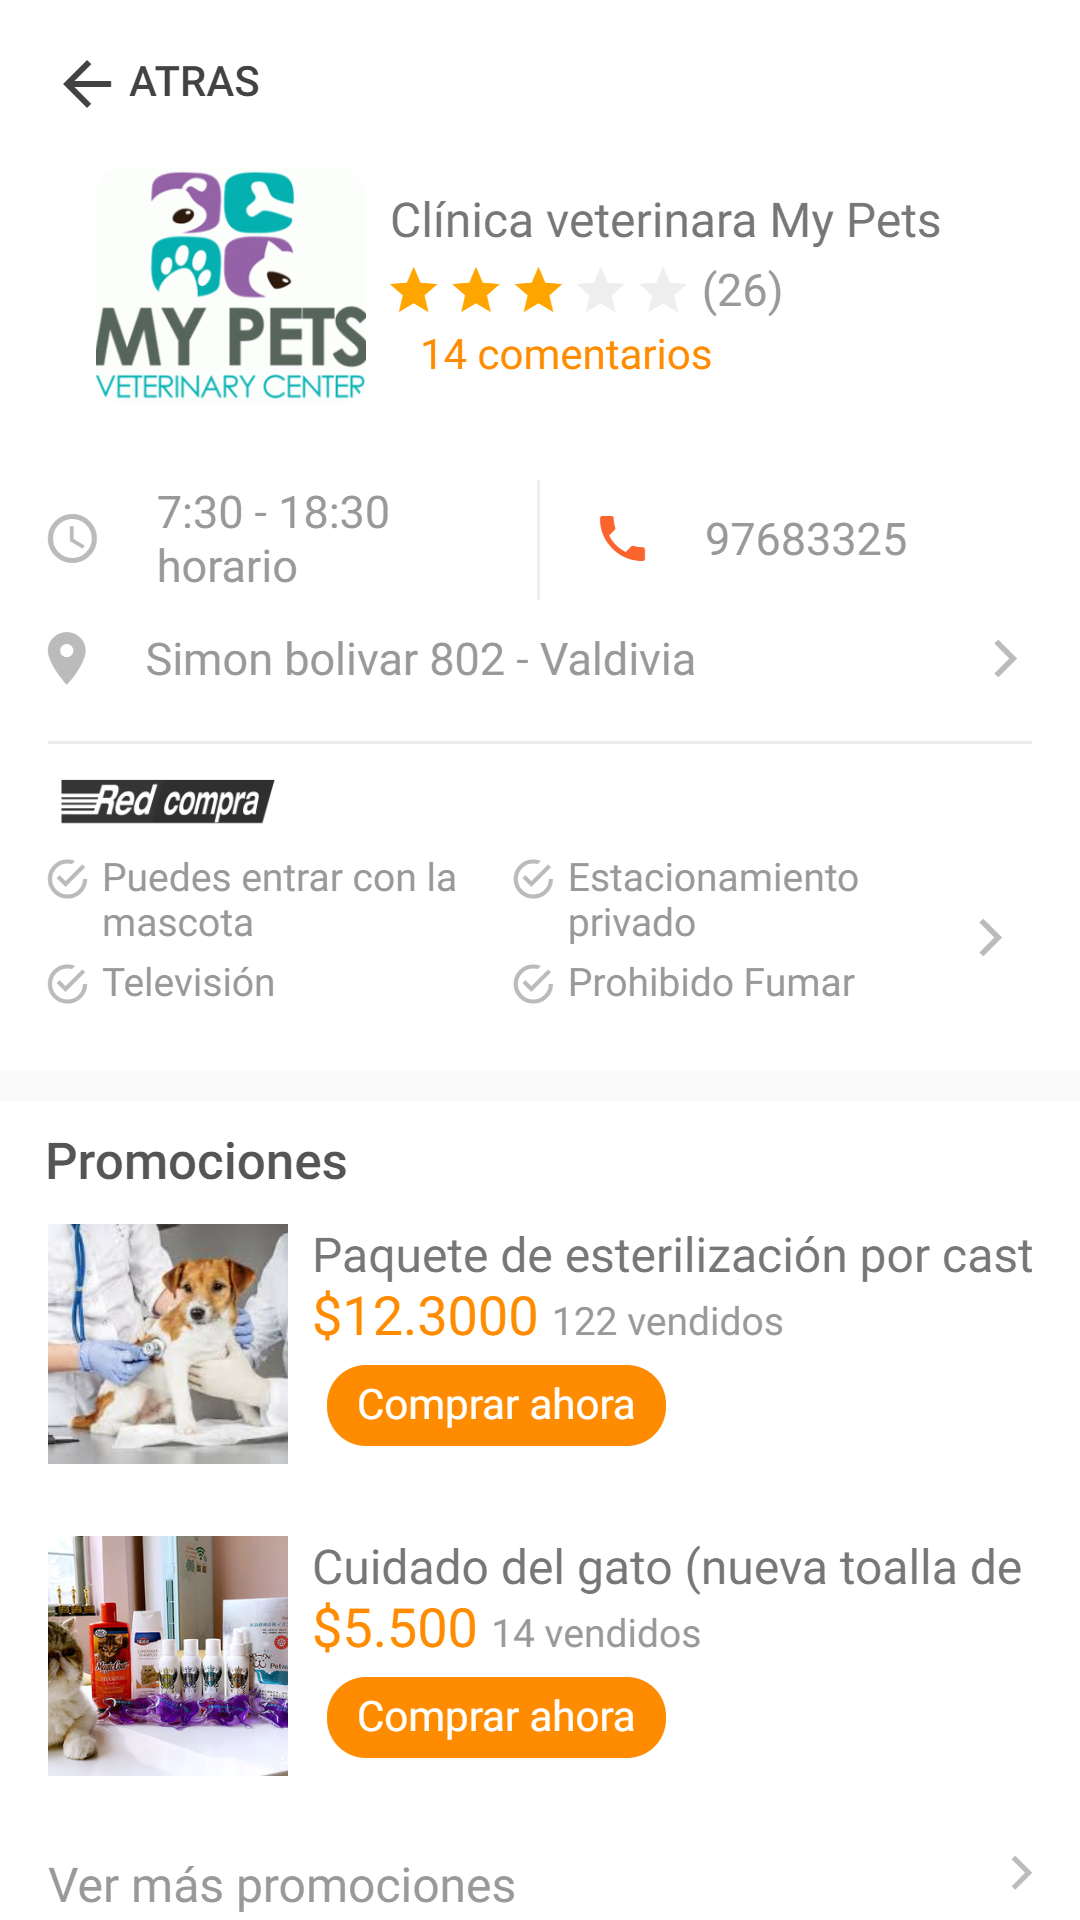 ATRAS
MY PETS
VETERINARY CENTER
Clínica veterinara My Pets
(26)
14 comentarios
7:30 - 18:30
horario
97683325
Simon bolivar 802 - Valdivia
Red compra
Puedes entrar con la
mascota
Estacionamiento
privado
Televisión
Prohibido Fumar
Promociones
Paquete de esterilización por cast
$12.3000 122 vendidos
Comprar ahora
Cuidado del gato (nueva toalla de
$5.500 14 vendidos
Comprar ahora
Ver más promociones